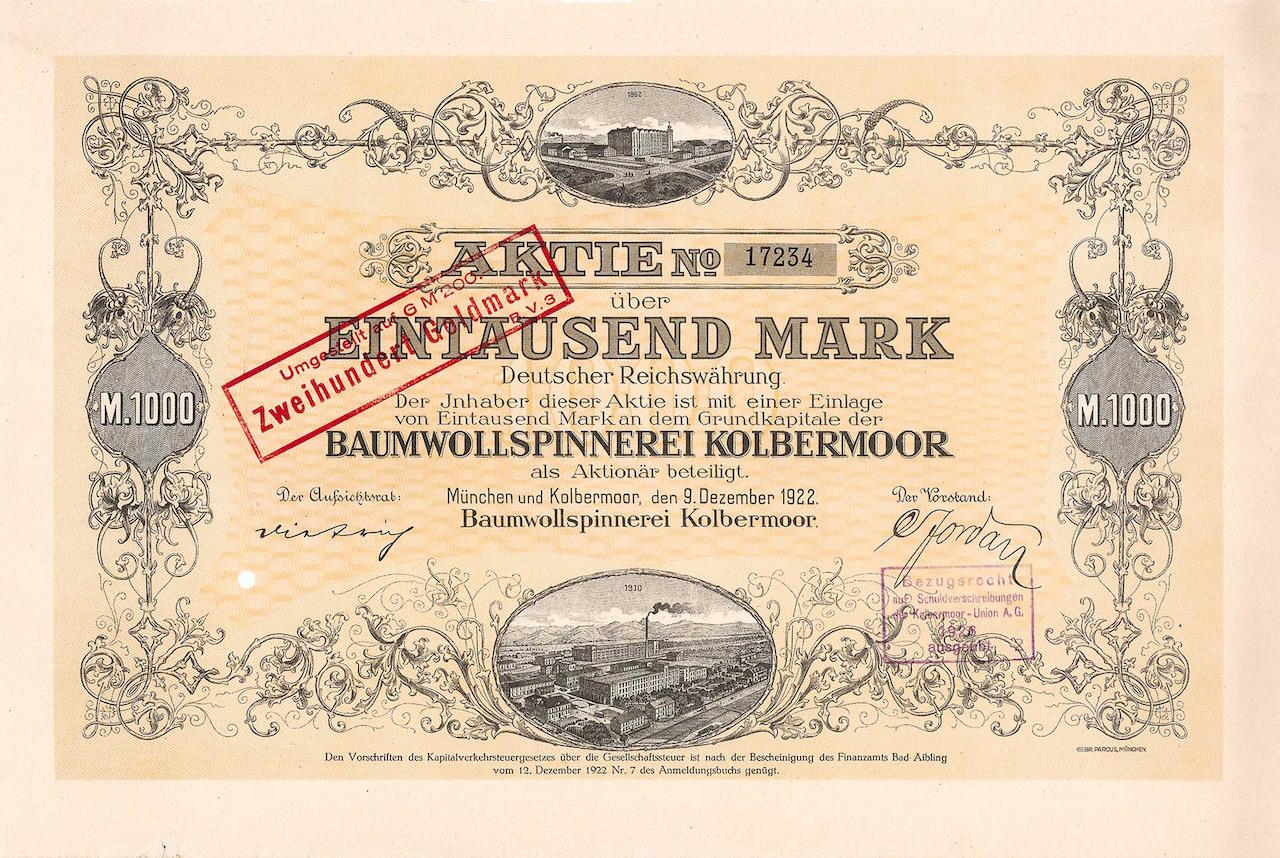 1862
AKTIE NO 17234
über
EINTAUSEND MARK
Deutscher Reichswährung.
Umgestellt auf G M 200.
Zweihundert Goldmark
B.V.3
Der Jnhaber dieser Aktie ist mit einer Einlage
von Eintausend Mark an dem Grundkapitale der
BAUMWOLLSPINNEREI KOLBERMOOR
als Aktionär beteiligt.
M.1000
M.1000
Der Aufsichtsrat:
München und Kolbermoor, den 9. Dezember 1922.
Der Vorstand:
Baumwollspinnerei Kolbermoor.
Dietrich
C Jordan
Bezugsrecht
auf Schuldverschreibungen
der Kolbermoor-Union A.G.
1926
ausgeübt
1910
GEBR. PARCUS, MÜNCHEN.
Den Vorschriften des Kapitalverkehrsteuergesetzes über die Gesellschaftssteuer ist nach der Bescheinigung des Finanzamts Bad Aibling
vom 12. Dezember 1922 Nr. 7 des Anmeldungsbuchs genügt.